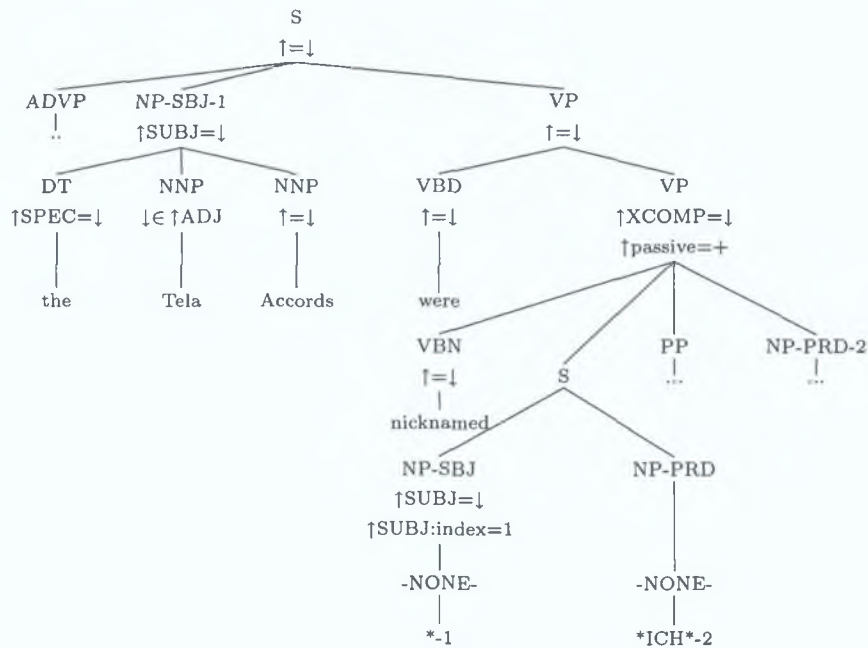 S
↑=↓
ADVP NP-SBJ-1 VP
.. ↑SUBJ=↓ ↑=↓
DT NNP NNP VBD VP
↑SPEC=↓ ↓∈ ↑ADJ ↑=↓ ↑=↓ ↑XCOMP=↓
↑passive=+
the Tela Accords were
VBN PP NP-PRD-2
↑=↓ S ... ...
nicknamed
NP-SBJ NP-PRD
↑SUBJ=↓
↑SUBJ:index=1
-NONE- -NONE-
*-1 *ICH*-2